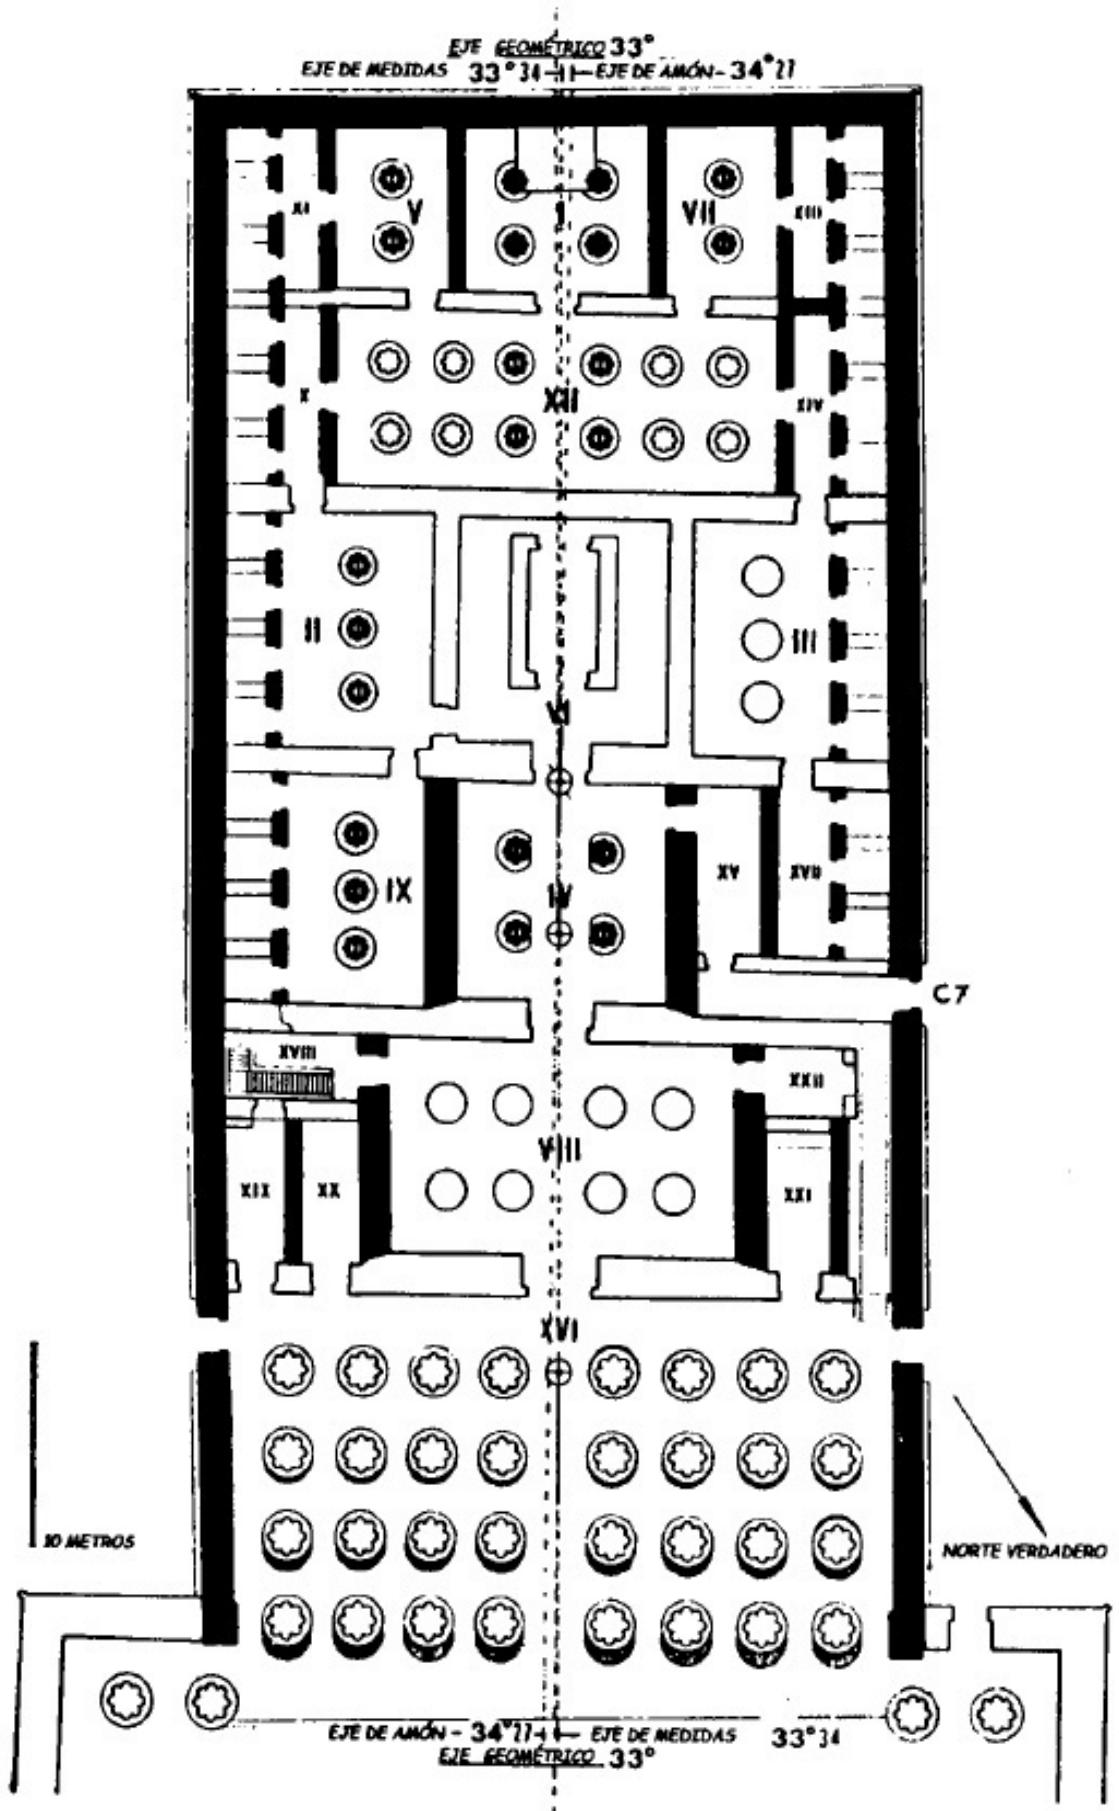 EJE GEOMÉTRICO 33°
EJE DE MEDIDAS 33°34 EJE DE AMÓN - 34°27
XI
V
I
VII
XIII
X
XII
XIV
II
III
VI
IX
IV
XV
XVII
C7
XVIII
XXII
VIII
XIX
XX
XXI
XVI
10 METROS
NORTE VERDADERO
EJE DE AMÓN - 34°27 EJE DE MEDIDAS 33°34
EJE GEOMÉTRICO 33°